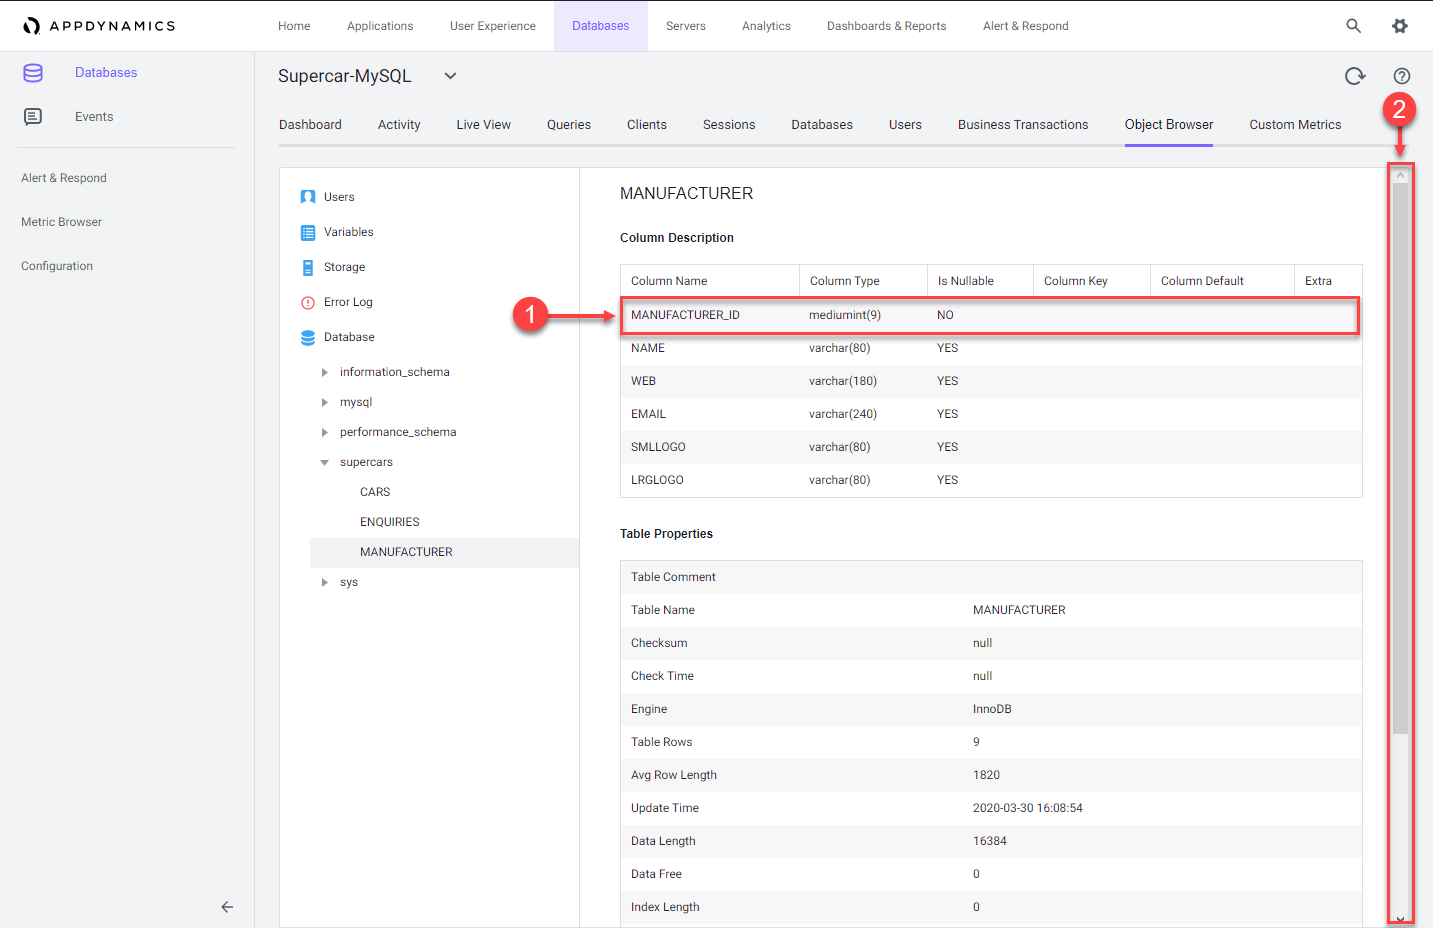 APPDYNAMICS
Home Applications User Experience Databases Servers Analytics Dashboards & Reports Alert & Respond
Databases
Events
Alert & Respond
Metric Browser
Configuration
Supercar-MySQL
2
Dashboard Activity Live View Queries Clients Sessions Databases Users Business Transactions Object Browser Custom Metrics
Users
Variables
Storage
Error Log
Database
information_schema
mysql
performance_schema
supercars
CARS
ENQUIRIES
MANUFACTURER
sys
MANUFACTURER
Column Description
Column Name Column Type Is Nullable Column Key Column Default Extra
1
MANUFACTURER_ID mediumint(9) NO
NAME varchar(80) YES
WEB varchar(180) YES
EMAIL varchar(240) YES
SMLLOGO varchar(80) YES
LRGLOGO varchar(80) YES
Table Properties
Table Comment
Table Name MANUFACTURER
Checksum null
Check Time null
Engine InnoDB
Table Rows 9
Avg Row Length 1820
Update Time 2020-03-30 16:08:54
Data Length 16384
Data Free 0
Index Length 0